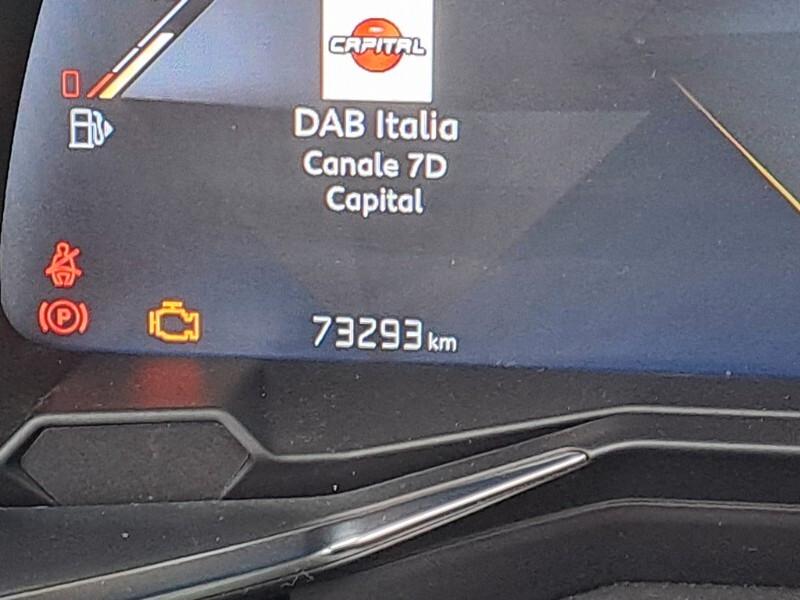 CAPITAL
DAB Italia
Canale 7D
Capital
P
73293 km